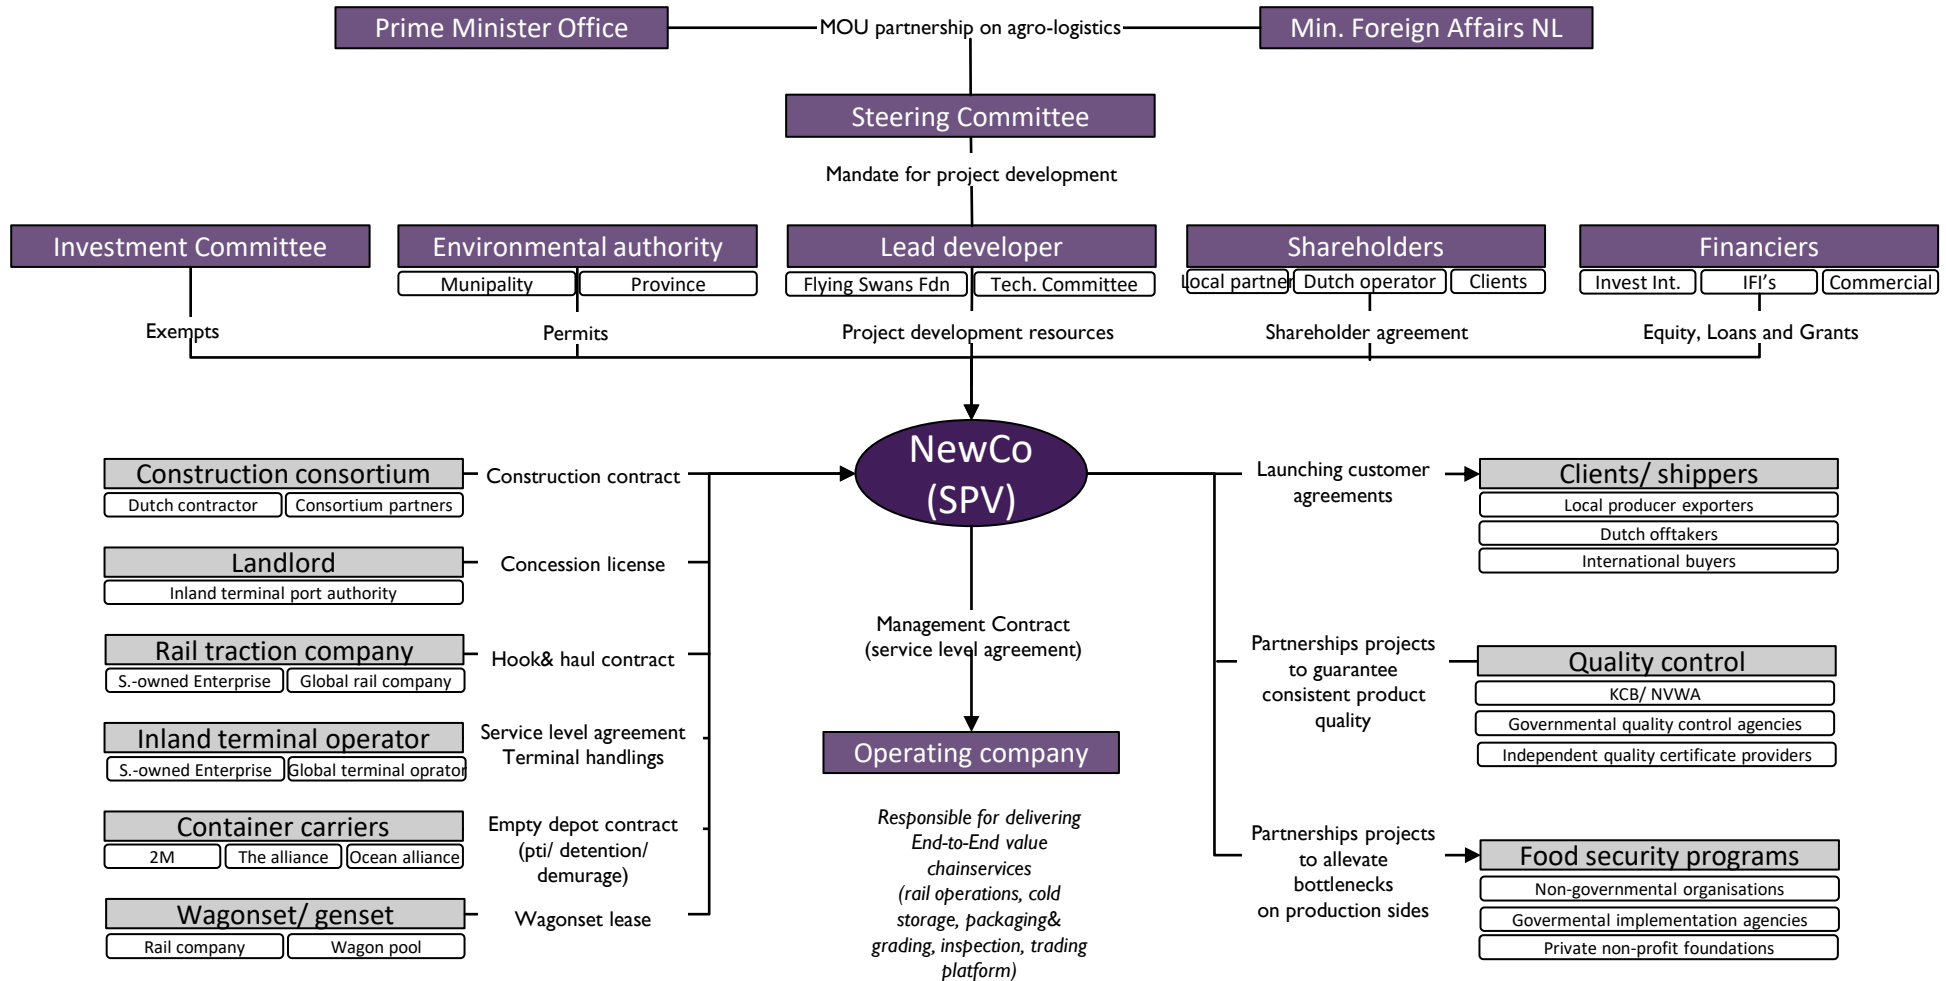 Prime Minister Office
MOU partnership on agro-logistics
Min. Foreign Affairs NL
Steering Committee
Mandate for project development
Investment Committee
Environmental authority
Lead developer
Shareholders
Financiers
Munipality
Province
Flying Swans Fdn
Tech. Committee
Local partner
Dutch operator
Clients
Invest Int.
IFI's
Commercial
Exempts
Permits
Project development resources
Shareholder agreement
Equity, Loans and Grants
NewCo
(SPV)
Construction consortium
Dutch contractor
Consortium partners
Construction contract
Landlord
Inland terminal port authority
Concession license
Rail traction company
S.-owned Enterprise
Global rail company
Hook& haul contract
Inland terminal operator
S.-owned Enterprise
Global terminal oprator
Service level agreement
Terminal handlings
Container carriers
2M
The alliance
Ocean alliance
Empty depot contract
(pti/ detention/
demurage)
Wagonset/ genset
Rail company
Wagon pool
Wagonset lease
Management Contract
(service level agreement)
Operating company
Responsible for delivering
End-to-End value
chainservices
(rail operations, cold
storage, packaging&
grading, inspection, trading
platform)
Launching customer
agreements
Clients/ shippers
Local producer exporters
Dutch offtakers
International buyers
Partnerships projects
to guarantee
consistent product
quality
Quality control
KCB/ NVWA
Governmental quality control agencies
Independent quality certificate providers
Partnerships projects
to allevate
bottlenecks
on production sides
Food security programs
Non-governmental organisations
Govermental implementation agencies
Private non-profit foundations